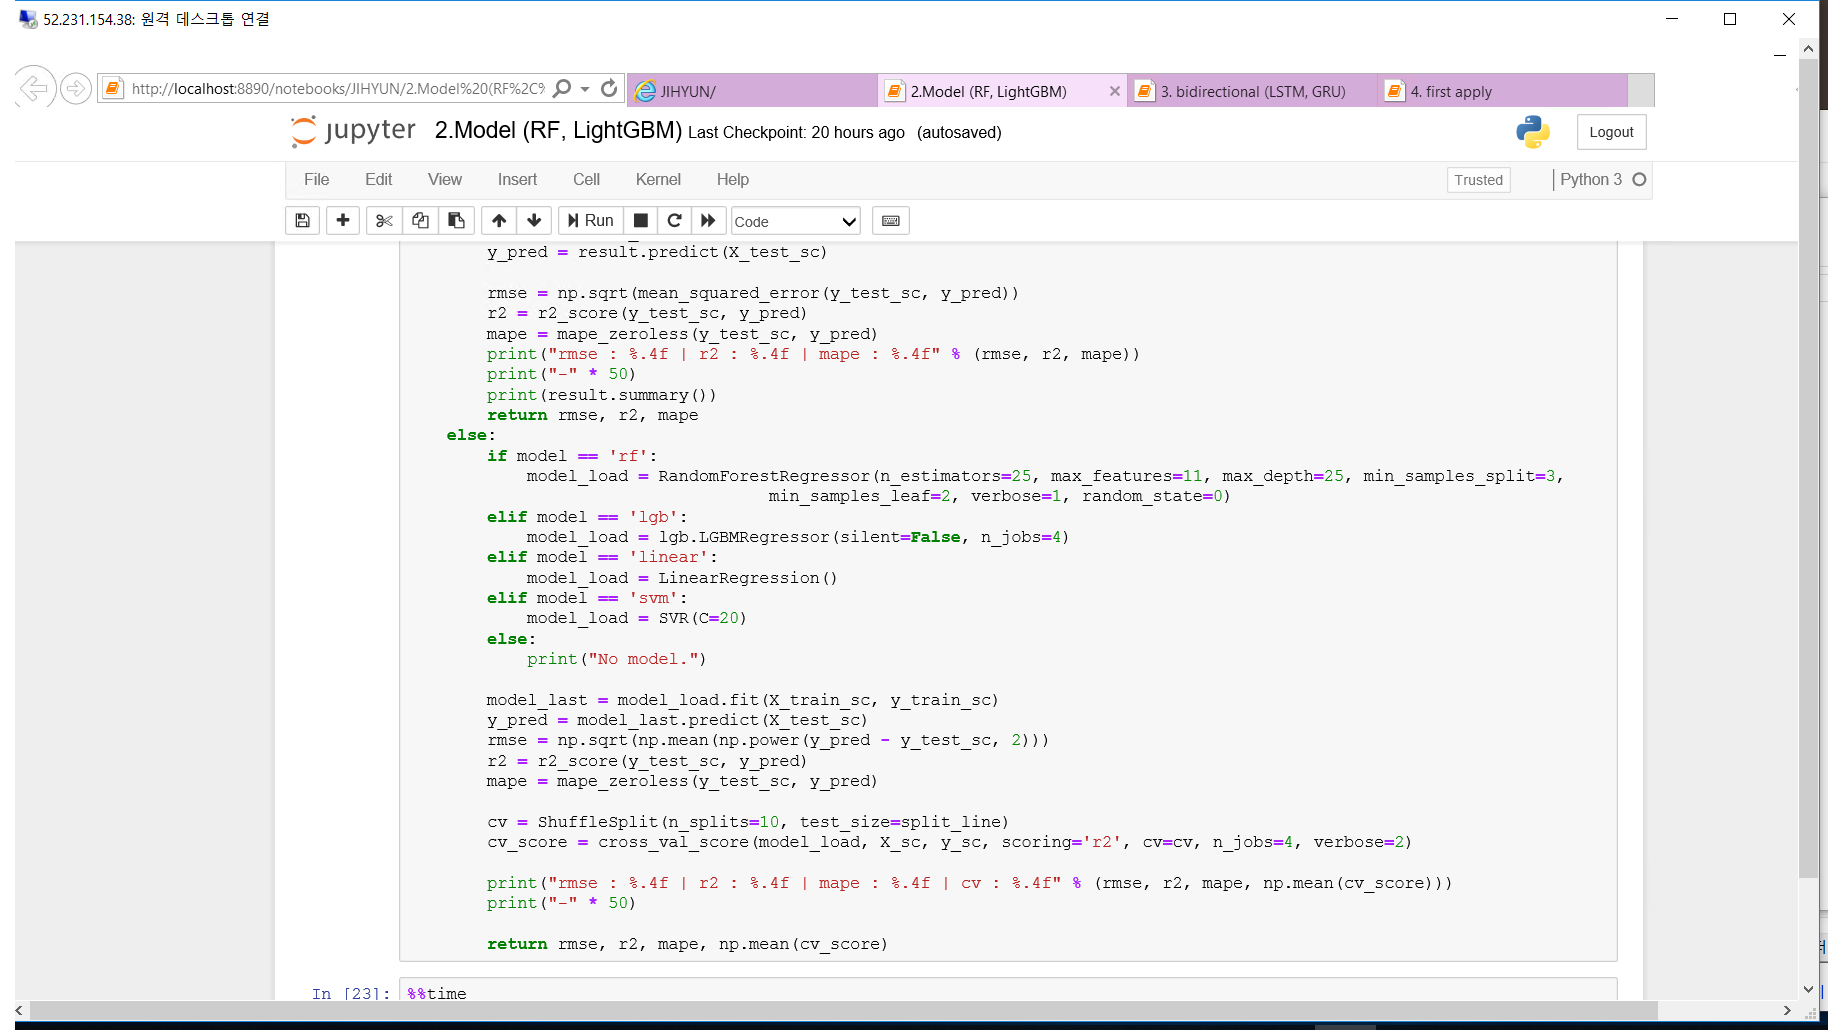 52.231.154.38: 원격 데스크톱 연결
http://localhost:8890/notebooks/JIHYUN/2.Model%20(RF%2C%
JIHYUN/
2.Model (RF, LightGBM)
3. bidirectional (LSTM, GRU)
4. first apply
jupyter 2.Model (RF, LightGBM) Last Checkpoint: 20 hours ago (autosaved)
Logout
File Edit View Insert Cell Kernel Help
Trusted
Python 3
Run
Code
y_pred = result.predict(X_test_sc)
rmse = np.sqrt(mean_squared_error(y_test_sc, y_pred))
r2 = r2_score(y_test_sc, y_pred)
mape = mape_zeroless(y_test_sc, y_pred)
print("rmse : %.4f | r2 : %.4f | mape : %.4f" % (rmse, r2, mape))
print("-" * 50)
print(result.summary())
return rmse, r2, mape
else:
if model == 'rf':
model_load = RandomForestRegressor(n_estimators=25, max_features=11, max_depth=25, min_samples_split=3,
min_samples_leaf=2, verbose=1, random_state=0)
elif model == 'lgb':
model_load = lgb.LGBMRegressor(silent=False, n_jobs=4)
elif model == 'linear':
model_load = LinearRegression()
elif model == 'svm':
model_load = SVR(C=20)
else:
print("No model.")
model_last = model_load.fit(X_train_sc, y_train_sc)
y_pred = model_last.predict(X_test_sc)
rmse = np.sqrt(np.mean(np.power(y_pred - y_test_sc, 2)))
r2 = r2_score(y_test_sc, y_pred)
mape = mape_zeroless(y_test_sc, y_pred)
cv = ShuffleSplit(n_splits=10, test_size=split_line)
cv_score = cross_val_score(model_load, X_sc, y_sc, scoring='r2', cv=cv, n_jobs=4, verbose=2)
print("rmse : %.4f | r2 : %.4f | mape : %.4f | cv : %.4f" % (rmse, r2, mape, np.mean(cv_score)))
print("-" * 50)
return rmse, r2, mape, np.mean(cv_score)
In [23]: %%time